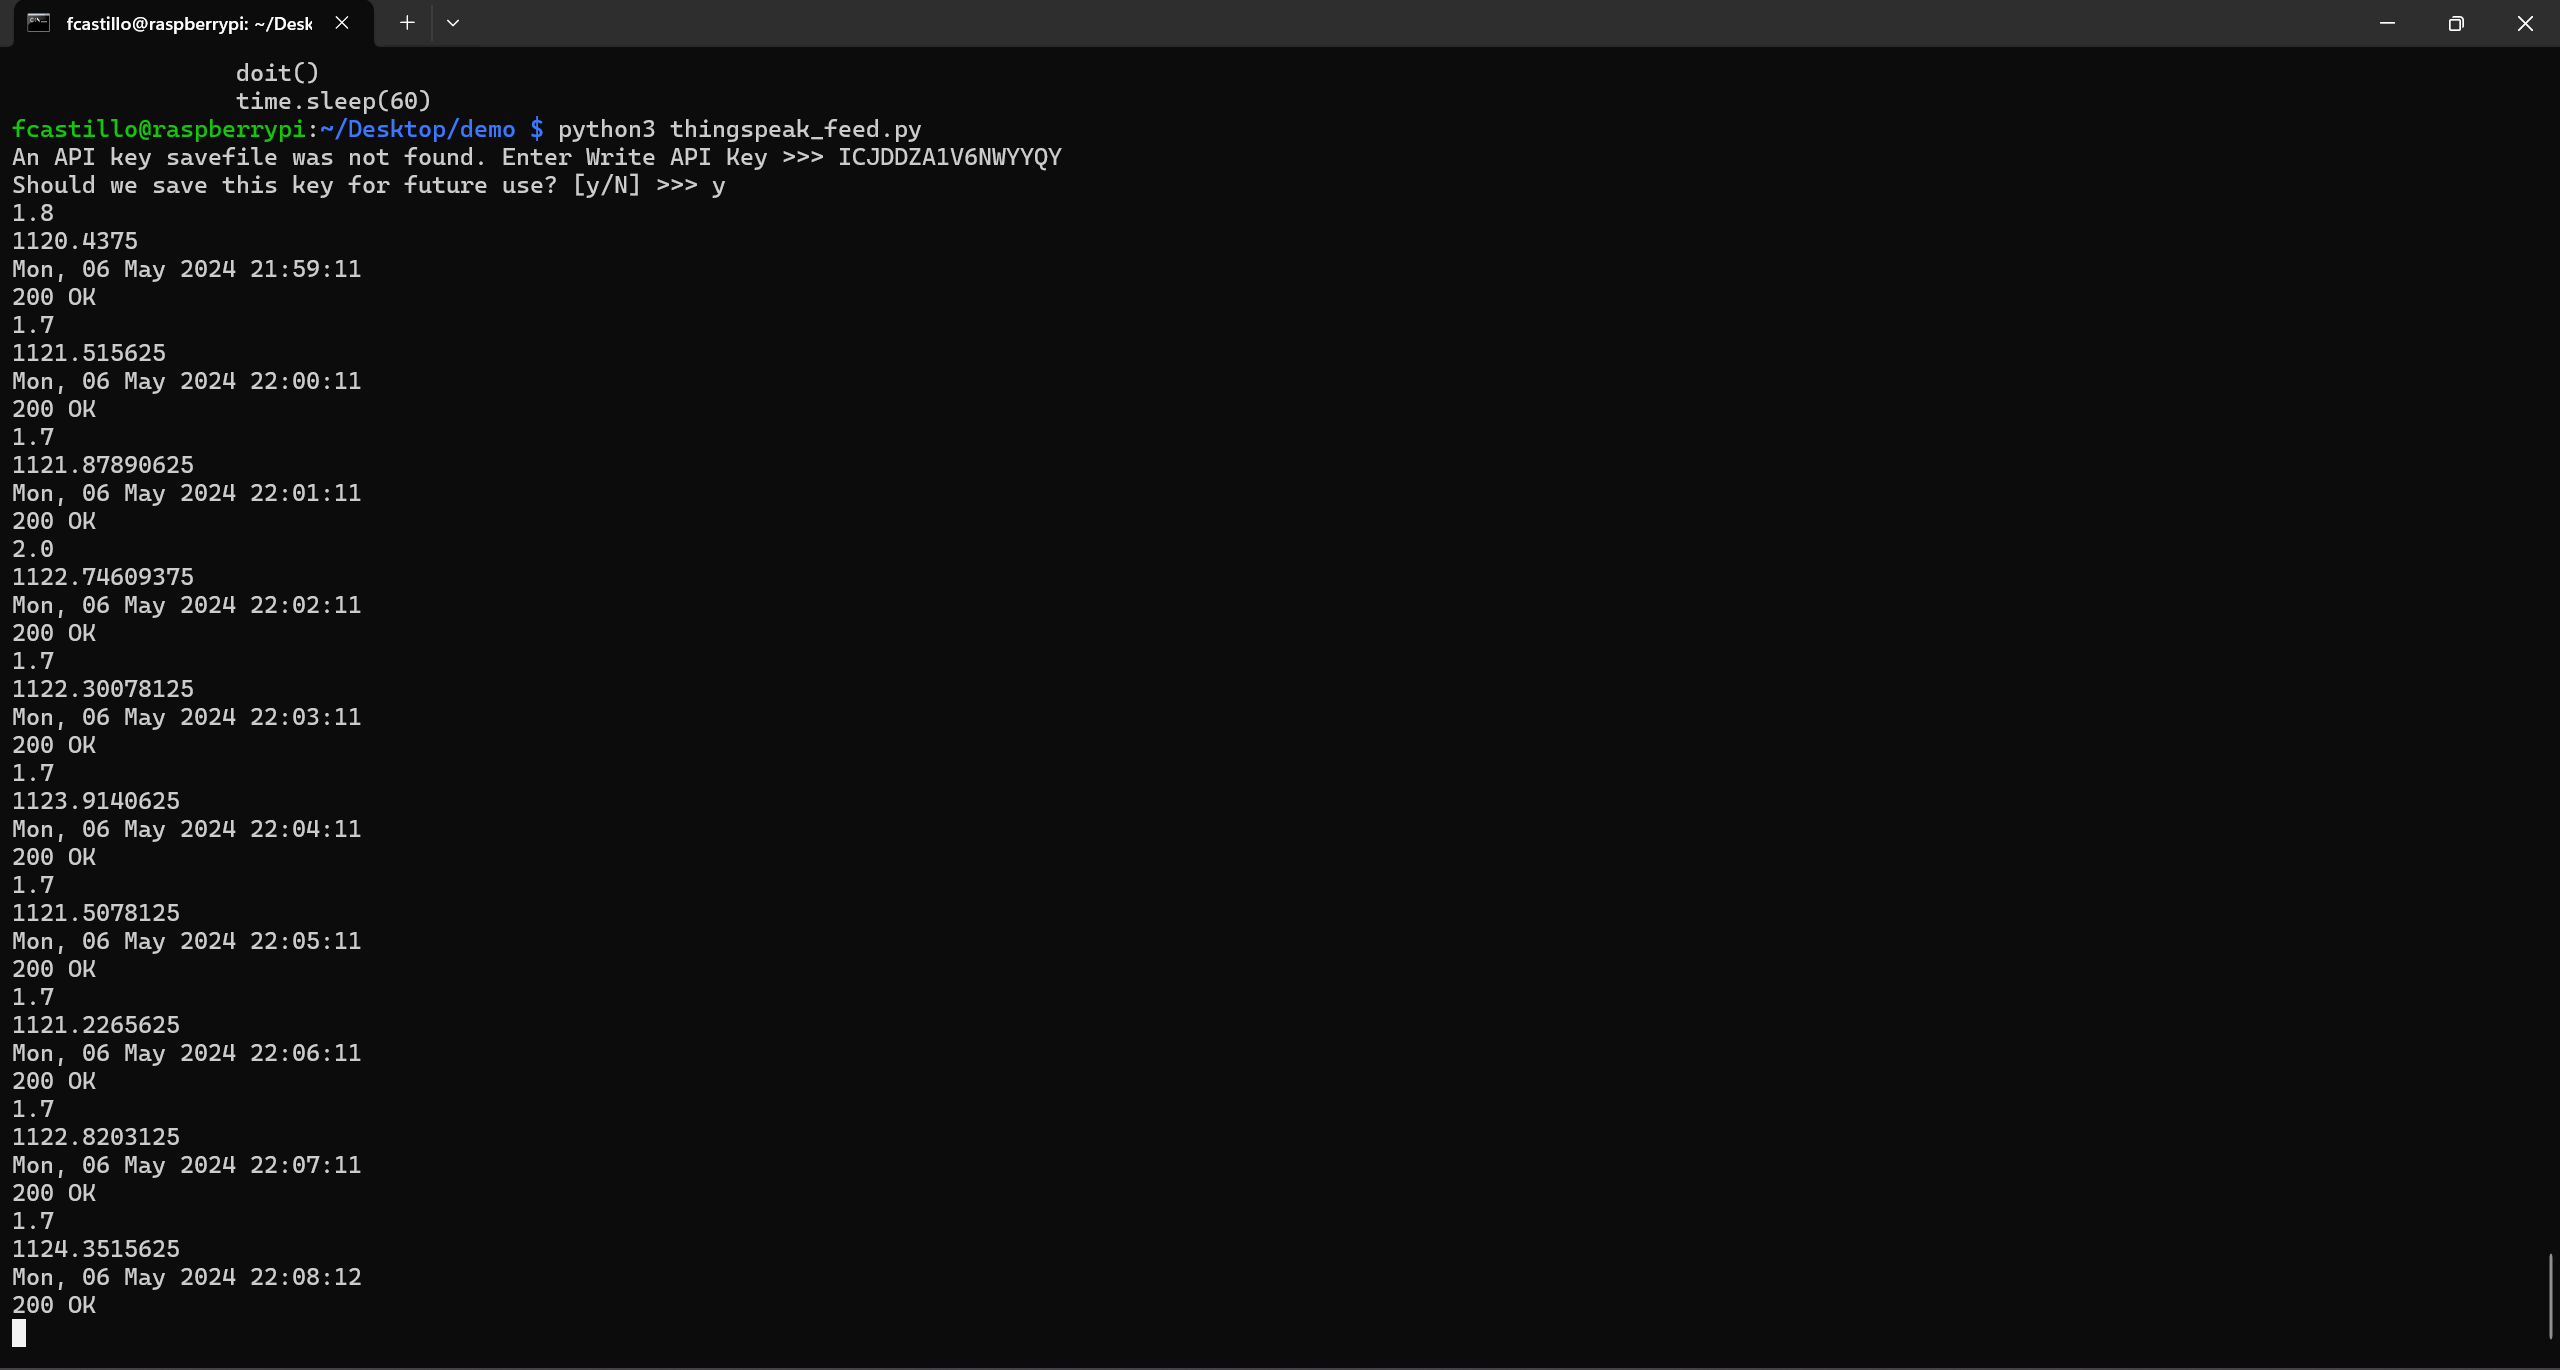 fcastillo@raspberrypi: ~/Desk
doit()
time.sleep(60)
fcastillo@raspberrypi:~/Desktop/demo $ python3 thingspeak_feed.py
An API key savefile was not found. Enter Write API Key >>> ICJDDZA1V6NWYYQY
Should we save this key for future use? [y/N] >>> y
1.8
1120.4375
Mon, 06 May 2024 21:59:11
200 OK
1.7
1121.515625
Mon, 06 May 2024 22:00:11
200 OK
1.7
1121.87890625
Mon, 06 May 2024 22:01:11
200 OK
2.0
1122.74609375
Mon, 06 May 2024 22:02:11
200 OK
1.7
1122.30078125
Mon, 06 May 2024 22:03:11
200 OK
1.7
1123.9140625
Mon, 06 May 2024 22:04:11
200 OK
1.7
1121.5078125
Mon, 06 May 2024 22:05:11
200 OK
1.7
1121.2265625
Mon, 06 May 2024 22:06:11
200 OK
1.7
1122.8203125
Mon, 06 May 2024 22:07:11
200 OK
1.7
1124.3515625
Mon, 06 May 2024 22:08:12
200 OK